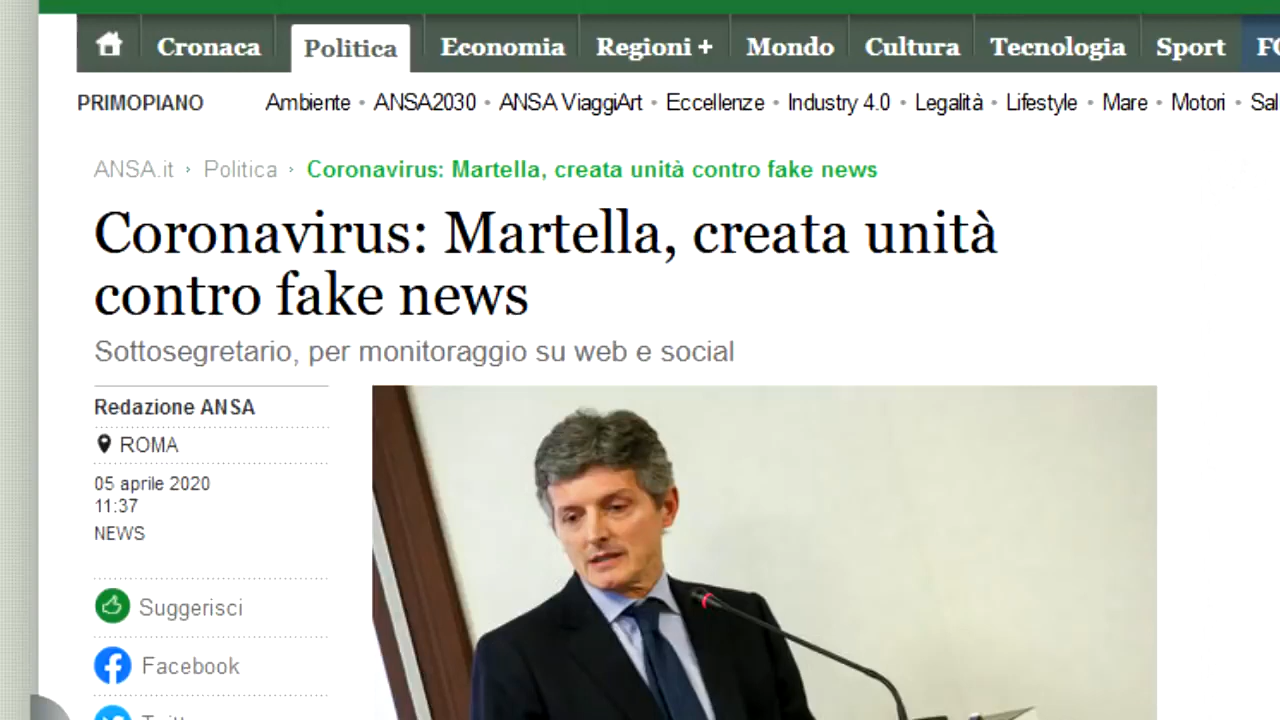 Cronaca Politica Economia Regioni + Mondo Cultura Tecnologia Sport
PRIMOPIANO Ambiente • ANSA2030 • ANSA ViaggiArt • Eccellenze • Industry 4.0 • Legalità • Lifestyle • Mare • Motori •
ANSA.it › Politica › Coronavirus: Martella, creata unità contro fake news
Coronavirus: Martella, creata unità
contro fake news
Sottosegretario, per monitoraggio su web e social
Redazione ANSA
ROMA
05 aprile 2020
11:37
NEWS
Suggerisci
Facebook